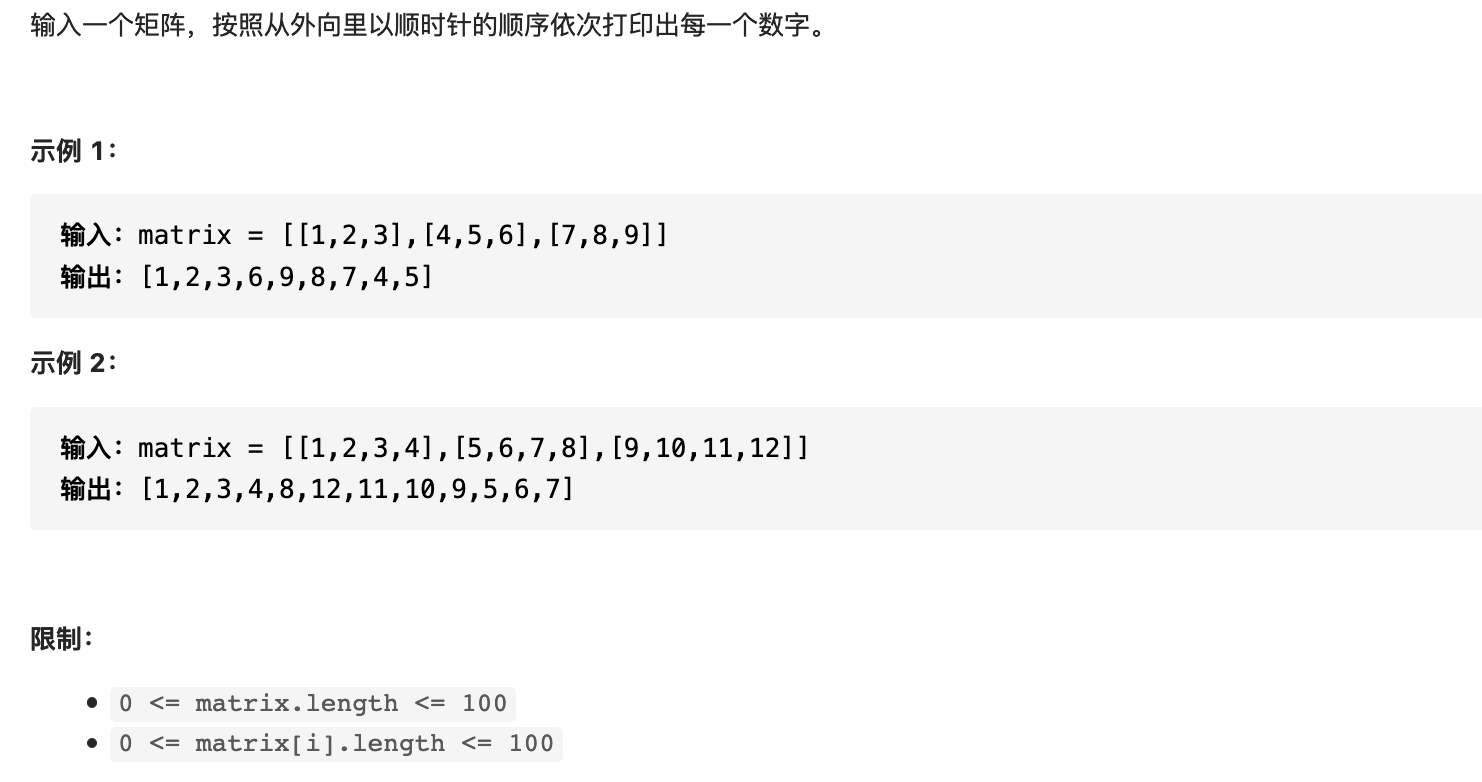 输入一个矩阵，按照从外向里以顺时针的顺序依次打印出每一个数字。
示例 1：
输入：matrix = [[1,2,3],[4,5,6],[7,8,9]]
输出：[1,2,3,6,9,8,7,4,5]
示例 2：
输入：matrix = [[1,2,3,4],[5,6,7,8],[9,10,11,12]]
输出：[1,2,3,4,8,12,11,10,9,5,6,7]
限制：
• 0 <= matrix.length <= 100
• 0 <= matrix[i].length <= 100